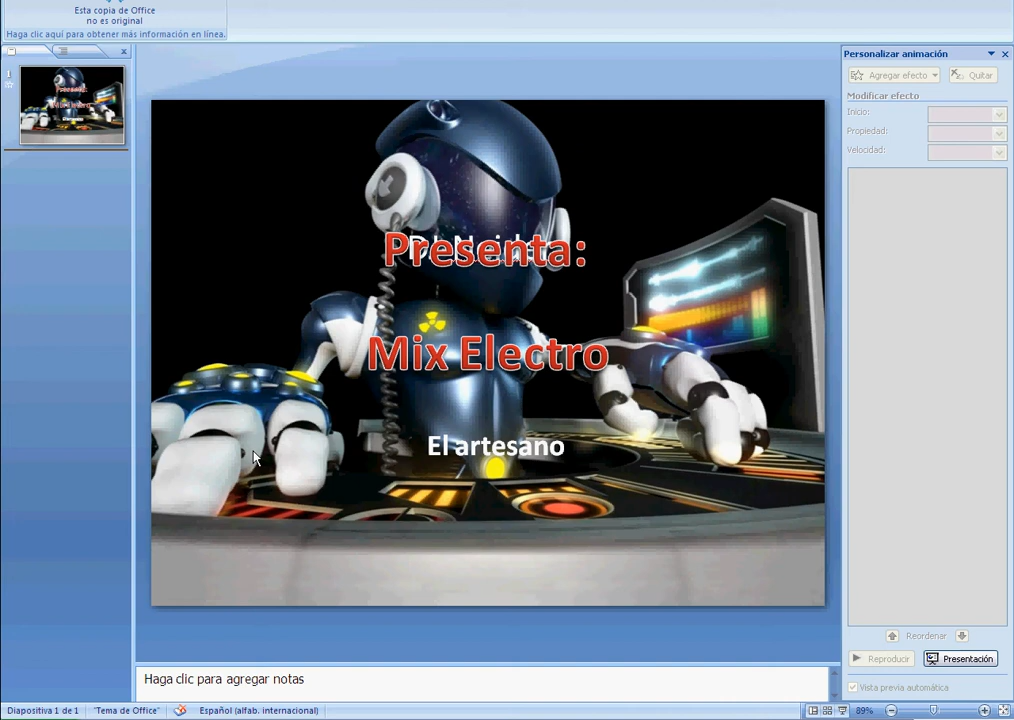 Esta copia de Office
no es original
Haga clic aquí para obtener más información en línea.
1
Personalizar animación
Agregar efecto
Quitar
Modificar efecto
Inicio:
Propiedad:
Velocidad:
Presenta:
Mix Electro
El artesano
Reordenar
Reproducir
Presentación
Vista previa automática
Haga clic para agregar notas
Diapositiva 1 de 1
"Tema de Office"
Español (alfab. internacional)
89%